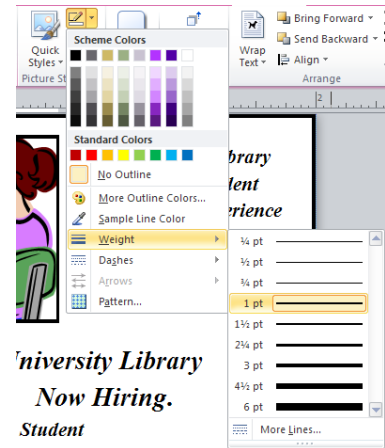 Quick
Styles
Picture St
Scheme Colors
Standard Colors
No Outline
More Outline Colors...
Sample Line Color
Weight
Dashes
Arrows
Pattern...
Bring Forward
Send Backward
Align
Wrap
Text
Arrange
2
brary
dent
erience
¼ pt
½ pt
¾ pt
1 pt
1½ pt
2¼ pt
3 pt
4½ pt
6 pt
More Lines...
University Library
Now Hiring.
Student